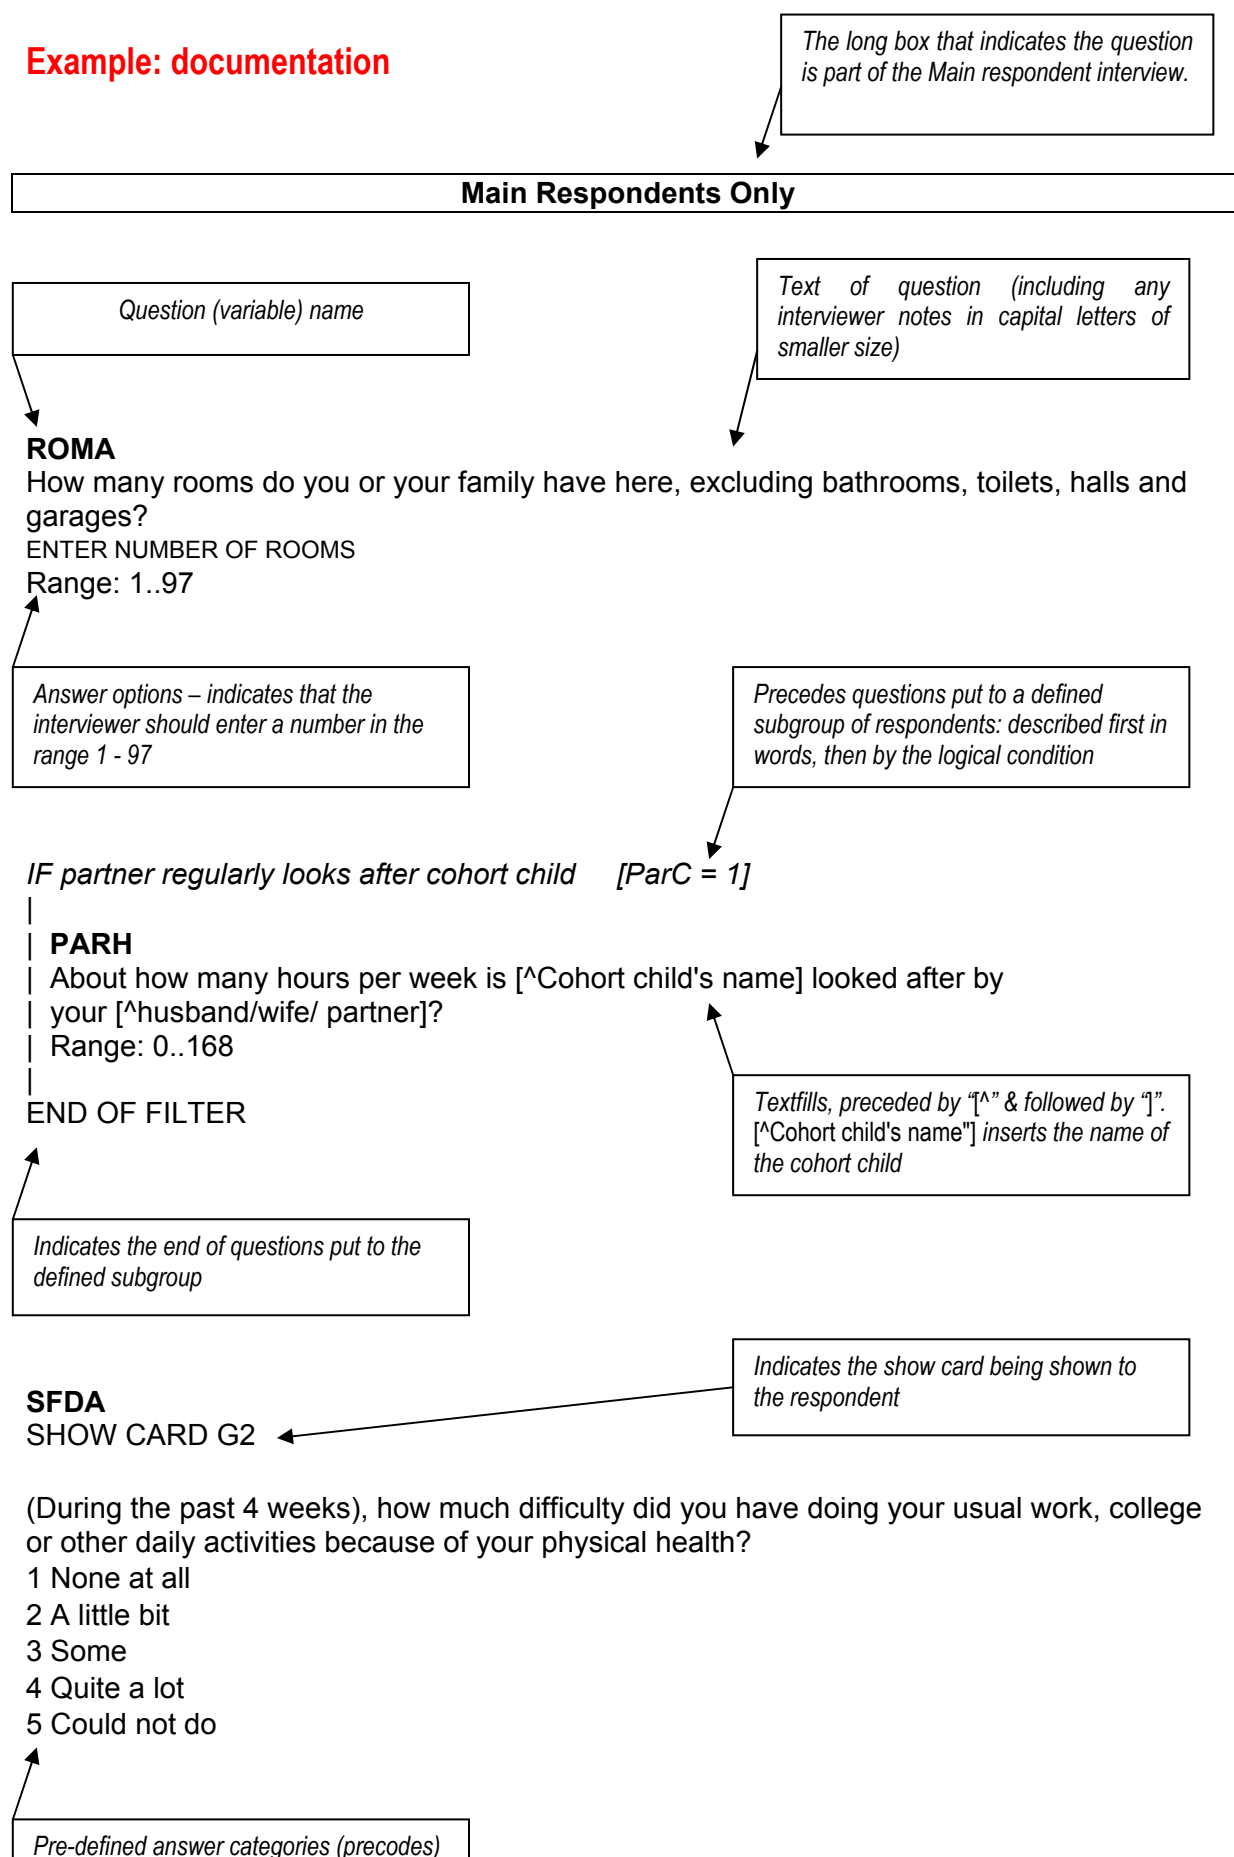 Example: documentation
The long box that indicates the question
is part of the Main respondent interview.
Main Respondents Only
Question (variable) name
Text of question (including any
interviewer notes in capital letters of
smaller size)
ROMA
How many rooms do you or your family have here, excluding bathrooms, toilets, halls and
garages?
ENTER NUMBER OF ROOMS
Range: 1..97
Answer options – indicates that the
interviewer should enter a number in the
range 1 - 97
Precedes questions put to a defined
subgroup of respondents: described first in
words, then by the logical condition
IF partner regularly looks after cohort child [ParC = 1]
|
| PARH
| About how many hours per week is [^Cohort child's name] looked after by
| your [^husband/wife/ partner]?
| Range: 0..168
|
END OF FILTER
Textfills, preceded by “[^” & followed by “]”.
[^Cohort child's name"] inserts the name of
the cohort child
Indicates the end of questions put to the
defined subgroup
Indicates the show card being shown to
the respondent
SFDA
SHOW CARD G2
(During the past 4 weeks), how much difficulty did you have doing your usual work, college
or other daily activities because of your physical health?
1 None at all
2 A little bit
3 Some
4 Quite a lot
5 Could not do
Pre-defined answer categories (precodes)